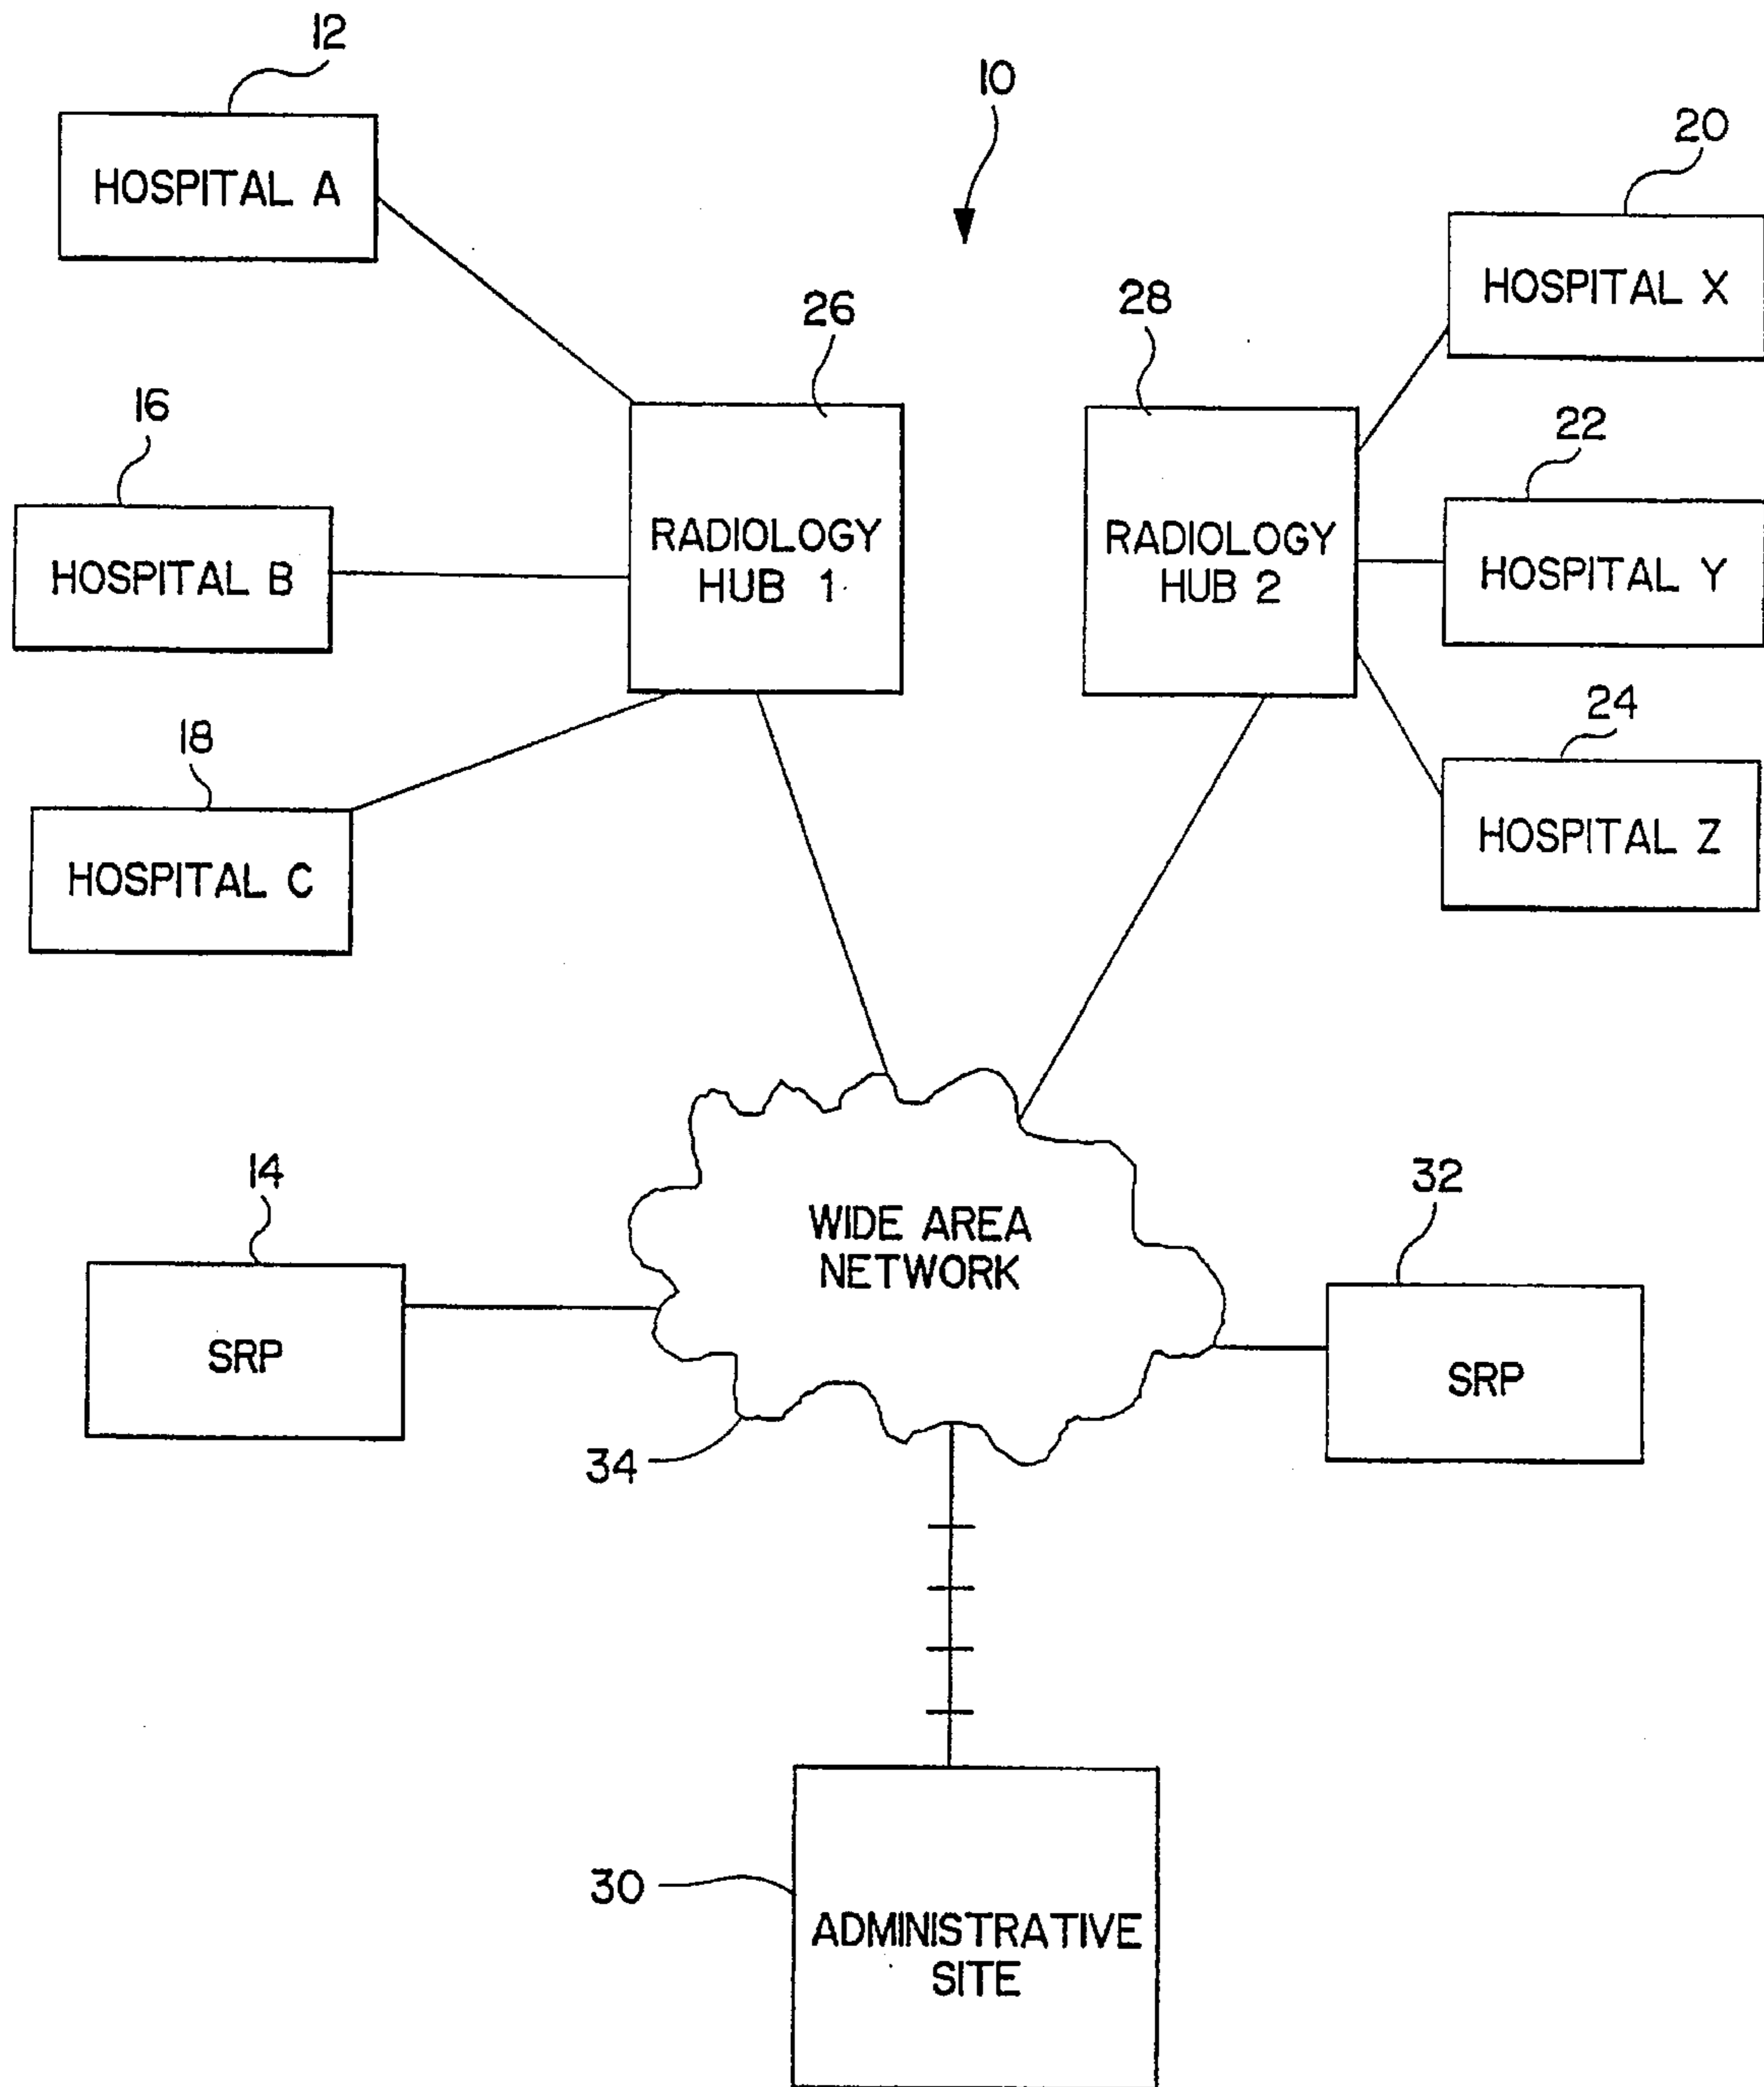 12
10
20
HOSPITAL A
HOSPITAL X
26
28
16
22
RADIOLOGY
HUB 1
RADIOLOGY
HUB 2
HOSPITAL B
HOSPITAL Y
18
24
HOSPITAL C
HOSPITAL Z
14
32
WIDE AREA
NETWORK
SRP
SRP
34
30
ADMINISTRATIVE
SITE